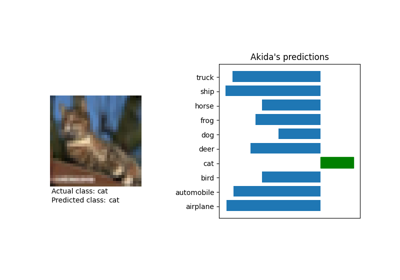 Akida's predictions
truck
ship
horse
frog
dog
deer
cat
bird
automobile
airplane
Actual class: cat
Predicted class: cat